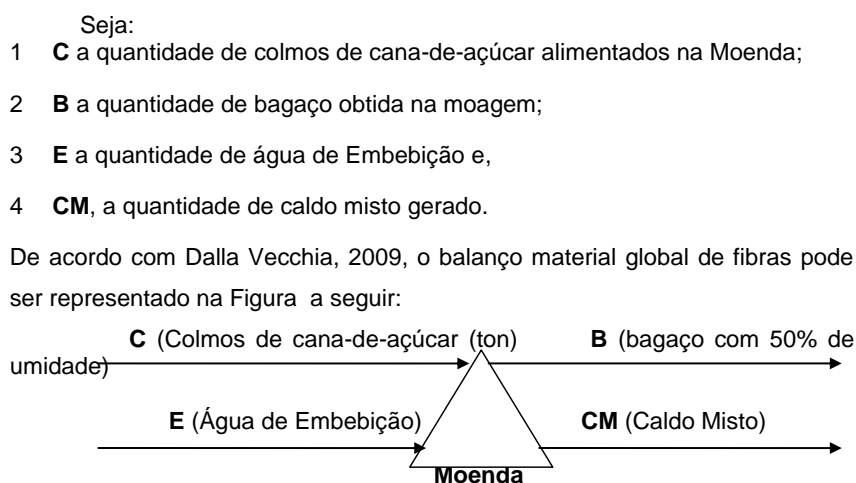 Seja:
1 C a quantidade de colmos de cana-de-açúcar alimentados na Moenda;
2 B a quantidade de bagaço obtida na moagem;
3 E a quantidade de água de Embebição e,
4 CM, a quantidade de caldo misto gerado.
De acordo com Dalla Vecchia, 2009, o balanço material global de fibras pode
ser representado na Figura a seguir:
C (Colmos de cana-de-açúcar (ton) B (bagaço com 50% de
umidade)
E (Água de Embebição) CM (Caldo Misto)
Moenda